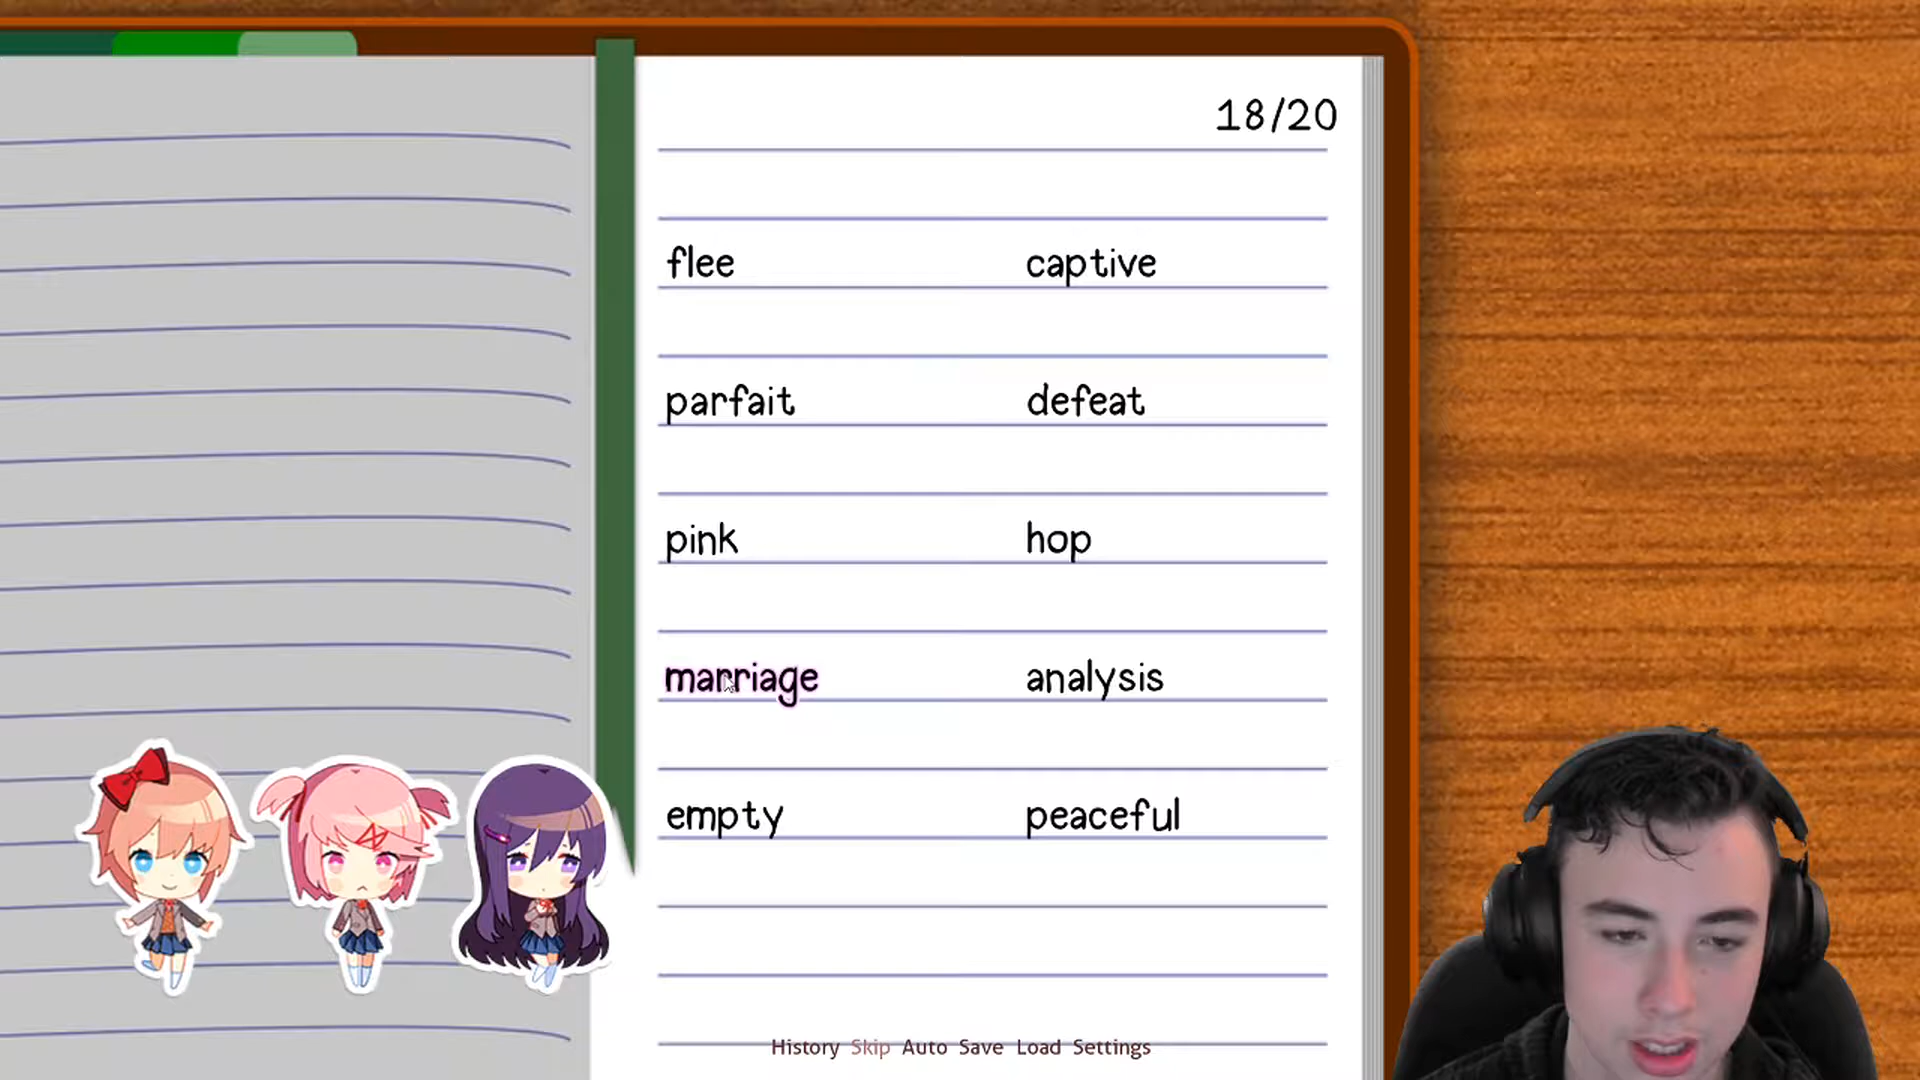 18/20
flee captive
parfait defeat
pink hop
marriage analysis
empty peaceful
History Skip Auto Save Load Settings